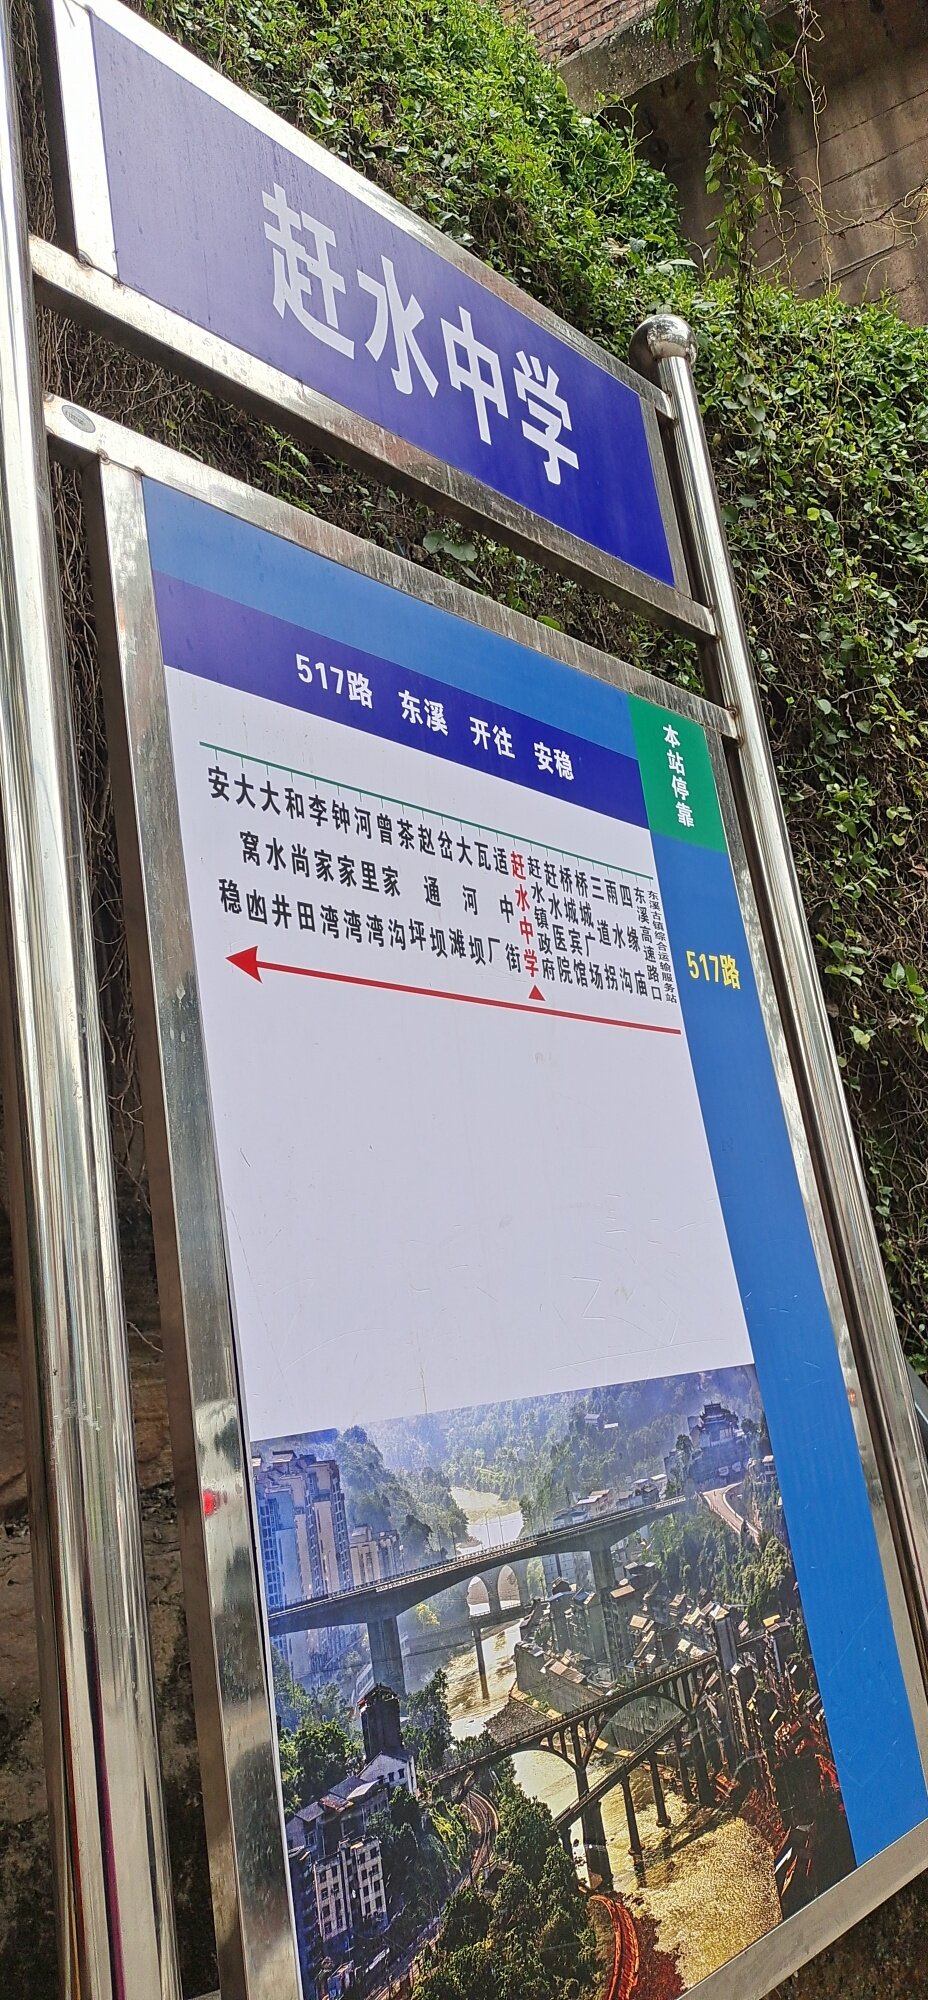 赶水中学
517路 东溪 开往 安稳
本站停靠
517路
安稳
大窝凼
大水井
和尚田
李家湾
钟家湾
河里湾
曾家沟
茶坪
赵通坝
岔滩
大河坝
瓦厂
适中街
赶水中学
赶水镇政府
赶水医院
桥城宾馆
桥城广场
三道拐
雨水沟
四缘庙
东溪高速路口
东溪古镇综合运输服务站